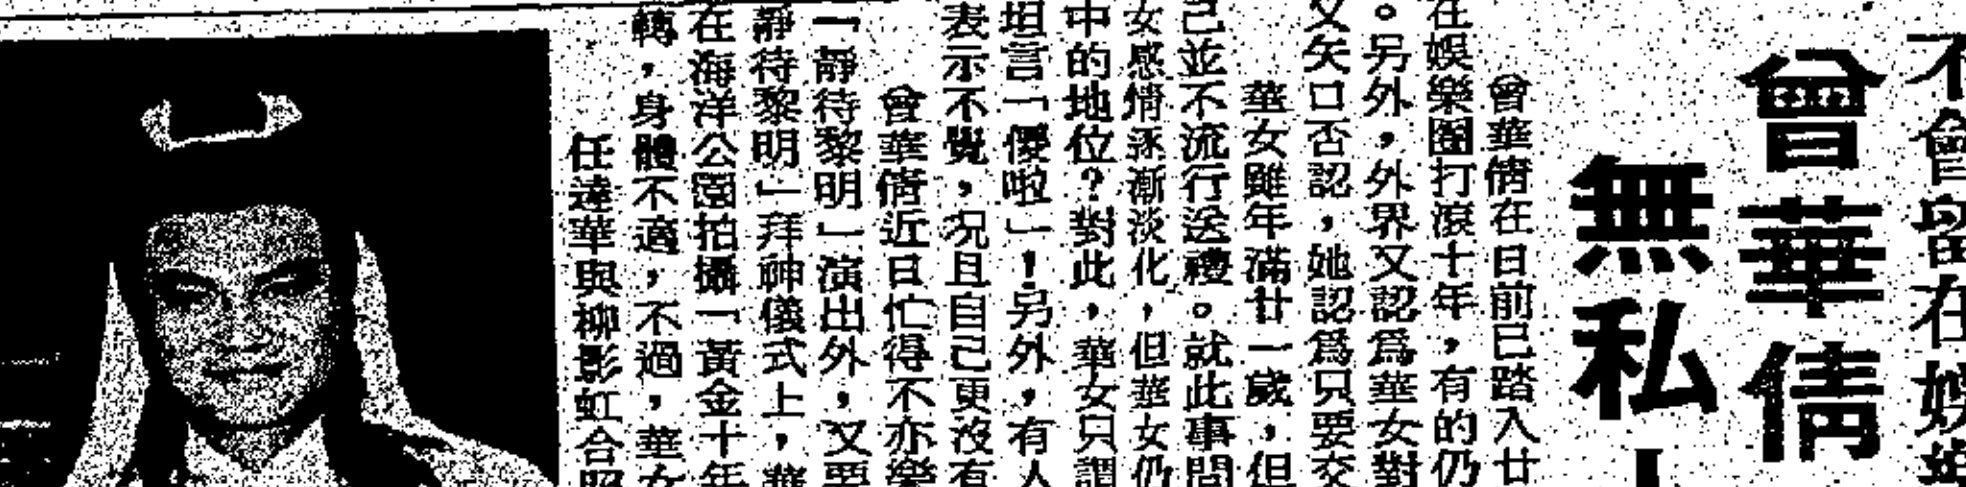 不會留在娛
曾華倩
無私
曾華倩在日前已踏入廿
在娛樂圈打滾十年，有的仍
。另外，外界又認爲華女對
又矢口否認，她認爲只要交
華女雖年滿廿一歲，但
己並不流行送禮。就此事問
女感情逐漸淡化，但華女仍
中的地位？對此，華女只謂
坦言「儍啦」！另外，有人
表示不覺，況且自己更沒有
曾華倩近日忙得不亦樂
「靜待黎明」演出外，又要
靜待黎明」拜神儀式上，華
在海洋公園拍攝「黃金十年
轉，身體不適，不過，華女
任達華與柳影虹合照